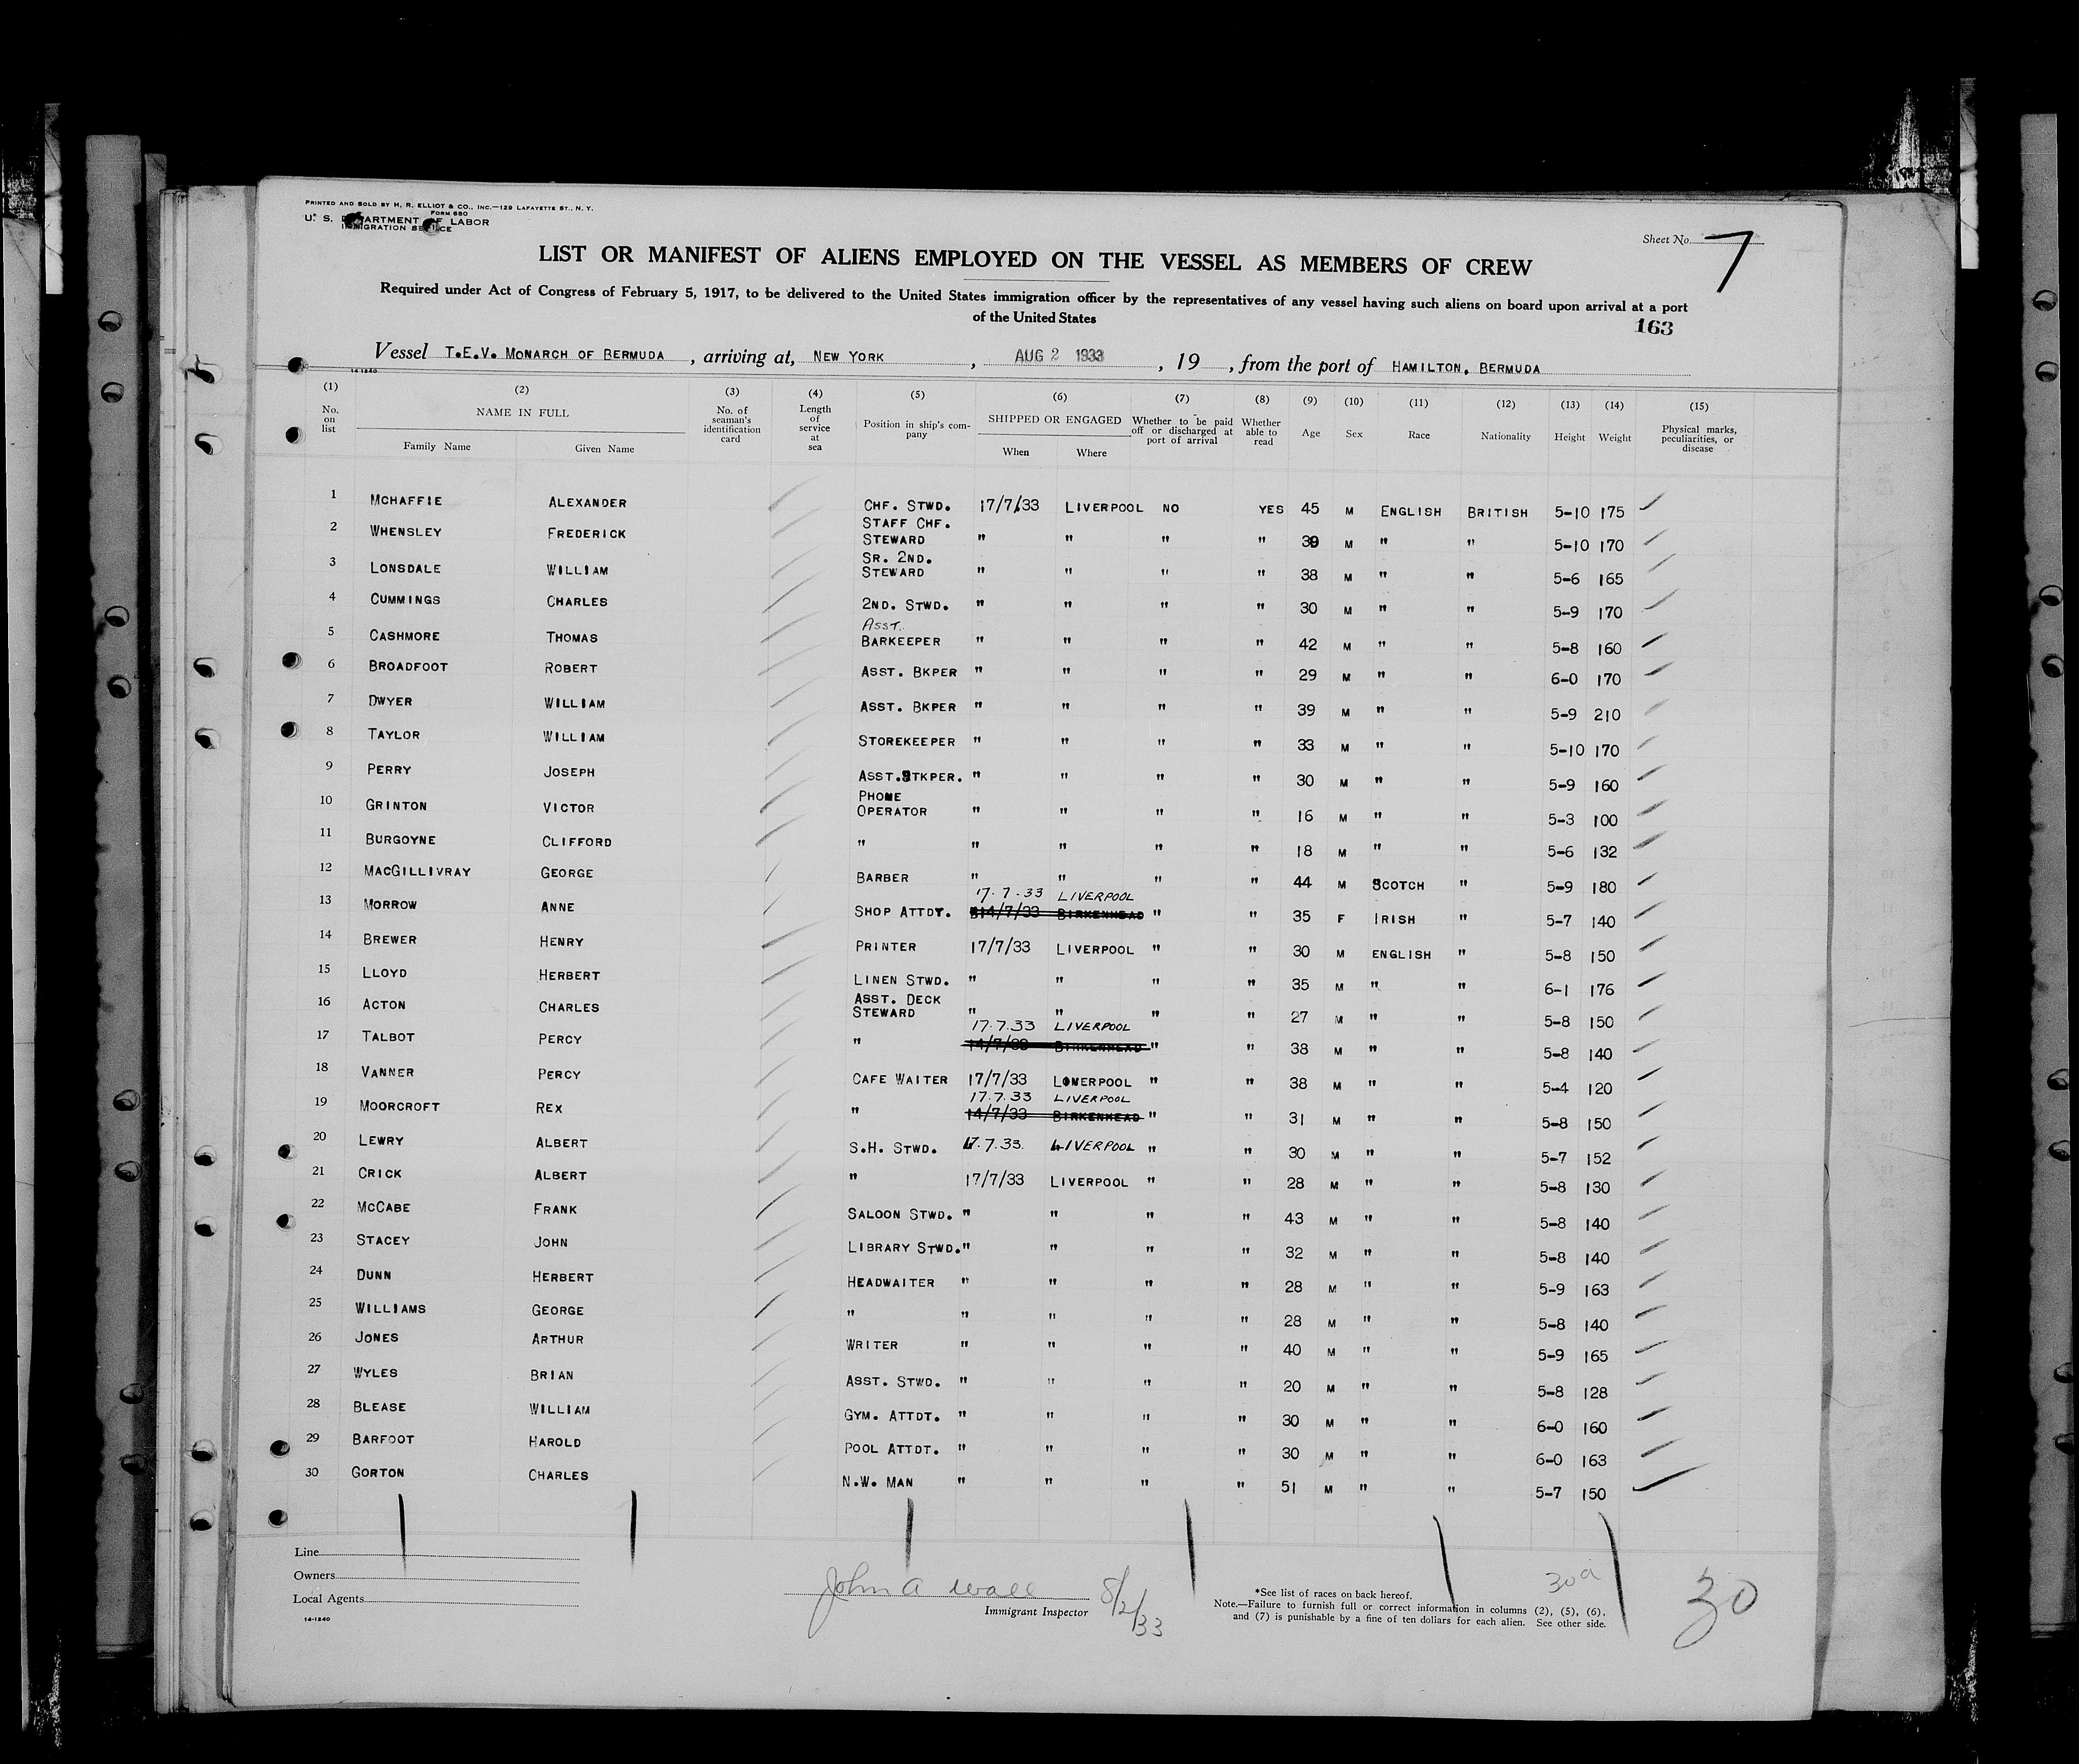 PRINTED AND SOLD BY H. R. ELLIOT & CO., INC.—129 LAFAYETTE ST., N. Y.
FORM 680
U. S. DEPARTMENT OF LABOR
IMMIGRATION SERVICE
Sheet No. 7
LIST OR MANIFEST OF ALIENS EMPLOYED ON THE VESSEL AS MEMBERS OF CREW
Required under Act of Congress of February 5, 1917, to be delivered to the United States immigration officer by the representatives of any vessel having such aliens on board upon arrival at a port
of the United States
163
Vessel T.E.V. MONARCH OF BERMUDA, arriving at, NEW YORK, AUG 2 1933, 19, from the port of HAMILTON, BERMUDA
14-1240
(1) (2) (3) (4) (5) (6) (7) (8) (9) (10) (11) (12) (13) (14) (15)
No. on list NAME IN FULL Family Name Given Name No. of seaman's identification card Length of service at sea Position in ship's company SHIPPED OR ENGAGED When Where Whether to be paid off or discharged at port of arrival Whether able to read Age Sex Race Nationality Height Weight Physical marks, peculiarities, or disease
1 MCHAFFIE ALEXANDER CHF. STWD. 17/7/33 LIVERPOOL NO YES 45 M ENGLISH BRITISH 5-10 175
2 WHENSLEY FREDERICK STAFF CHF. STEWARD " " " " 39 M " " 5-10 170
3 LONSDALE WILLIAM SR. 2ND. STEWARD " " " " 38 M " " 5-6 165
4 CUMMINGS CHARLES 2ND. STWD. " " " " 30 M " " 5-9 170
5 CASHMORE THOMAS ASST. BARKEEPER " " " " 42 M " " 5-8 160
6 BROADFOOT ROBERT ASST. BKPER " " " " 29 M " " 6-0 170
7 DWYER WILLIAM ASST. BKPER " " " " 39 M " " 5-9 210
8 TAYLOR WILLIAM STOREKEEPER " " " " 33 M " " 5-10 170
9 PERRY JOSEPH ASST.STKPER. " " " " 30 M " " 5-9 160
10 GRINTON VICTOR PHONE OPERATOR " " " " 16 M " " 5-3 100
11 BURGOYNE CLIFFORD " " " " " 18 M " " 5-6 132
12 MACGILLIVRAY GEORGE BARBER " " " " 44 M SCOTCH " 5-9 180
13 MORROW ANNE SHOP ATTDT. 17.7.33 LIVERPOOL 14/7/33 BIRKENHEAD " " 35 F IRISH " 5-7 140
14 BREWER HENRY PRINTER 17/7/33 LIVERPOOL " " 30 M ENGLISH " 5-8 150
15 LLOYD HERBERT LINEN STWD. " " " " 35 M " " 6-1 176
16 ACTON CHARLES ASST. DECK STEWARD " " " " 27 M " " 5-8 150
17 TALBOT PERCY " 17.7.33 LIVERPOOL 14/7/33 BIRKENHEAD " " 38 M " " 5-8 140
18 VANNER PERCY CAFE WAITER 17/7/33 LOWERPOOL " " 38 M " " 5-4 120
19 MOORCROFT REX " 17.7.33 LIVERPOOL 14/7/33 BIRKENHEAD " " 31 M " " 5-8 150
20 LEWRY ALBERT S.H. STWD. 17.7.33. LIVERPOOL " " 30 M " " 5-7 152
21 CRICK ALBERT " 17/7/33 LIVERPOOL " " 28 M " " 5-8 130
22 MCCABE FRANK SALOON STWD. " " " " 43 M " " 5-8 140
23 STACEY JOHN LIBRARY STWD. " " " " 32 M " " 5-8 140
24 DUNN HERBERT HEADWAITER " " " " 28 M " " 5-9 163
25 WILLIAMS GEORGE " " " " " 28 M " " 5-8 140
26 JONES ARTHUR WRITER " " " " 40 M " " 5-9 165
27 WYLES BRIAN ASST. STWD. " " " " 20 M " " 5-8 128
28 BLEASE WILLIAM GYM. ATTDT. " " " " 30 M " " 6-0 160
29 BARFOOT HAROLD POOL ATTDT. " " " " 30 M " " 6-0 163
30 GORTON CHARLES N.W. MAN " " " " 51 M " " 5-7 150
Line
Owners
Local Agents
14-1240
John A Wall 8/2/33
Immigrant Inspector
*See list of races on back hereof.
Note.—Failure to furnish full or correct information in columns (2), (5), (6),
and (7) is punishable by a fine of ten dollars for each alien. See other side.
30a
30